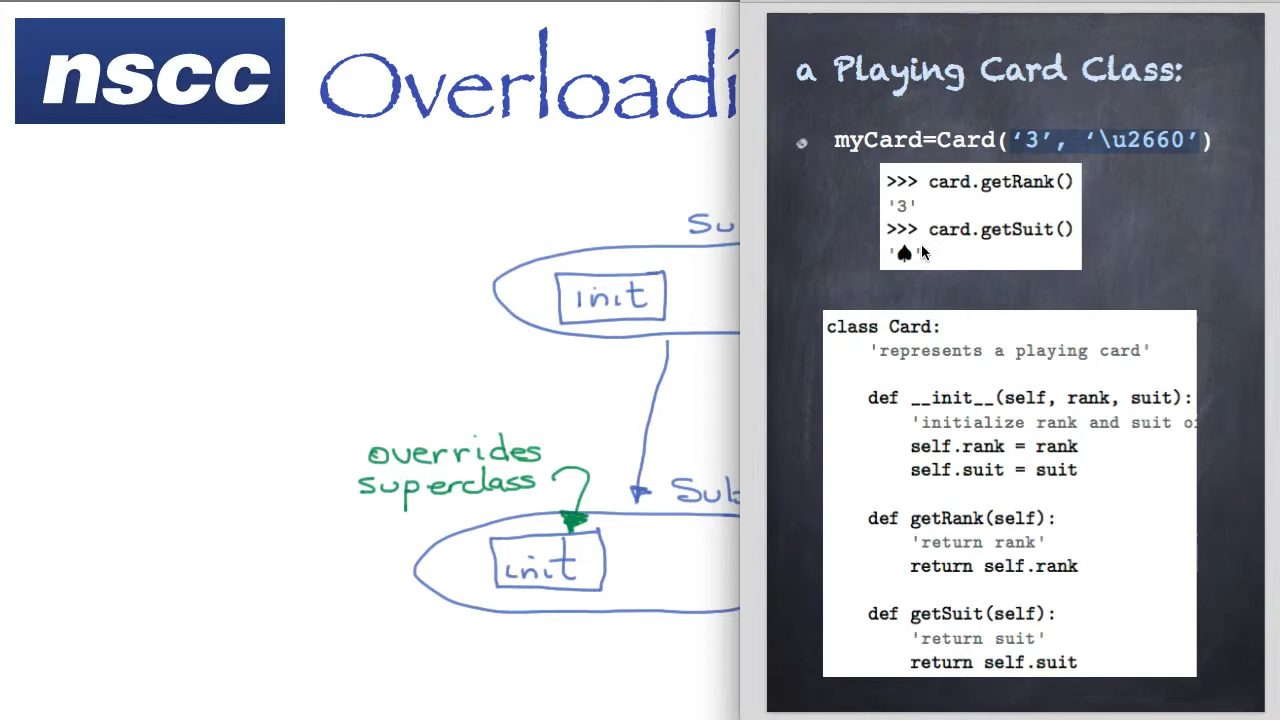 nscc
Overloadi
Su
init
overrides
superclass
Sub
init
a Playing Card Class:
myCard=Card(‘3’, ‘\u2660’)
>>> card.getRank()
'3'
>>> card.getSuit()
'♠'
class Card:
'represents a playing card'
def __init__(self, rank, suit):
'initialize rank and suit of
self.rank = rank
self.suit = suit
def getRank(self):
'return rank'
return self.rank
def getSuit(self):
'return suit'
return self.suit